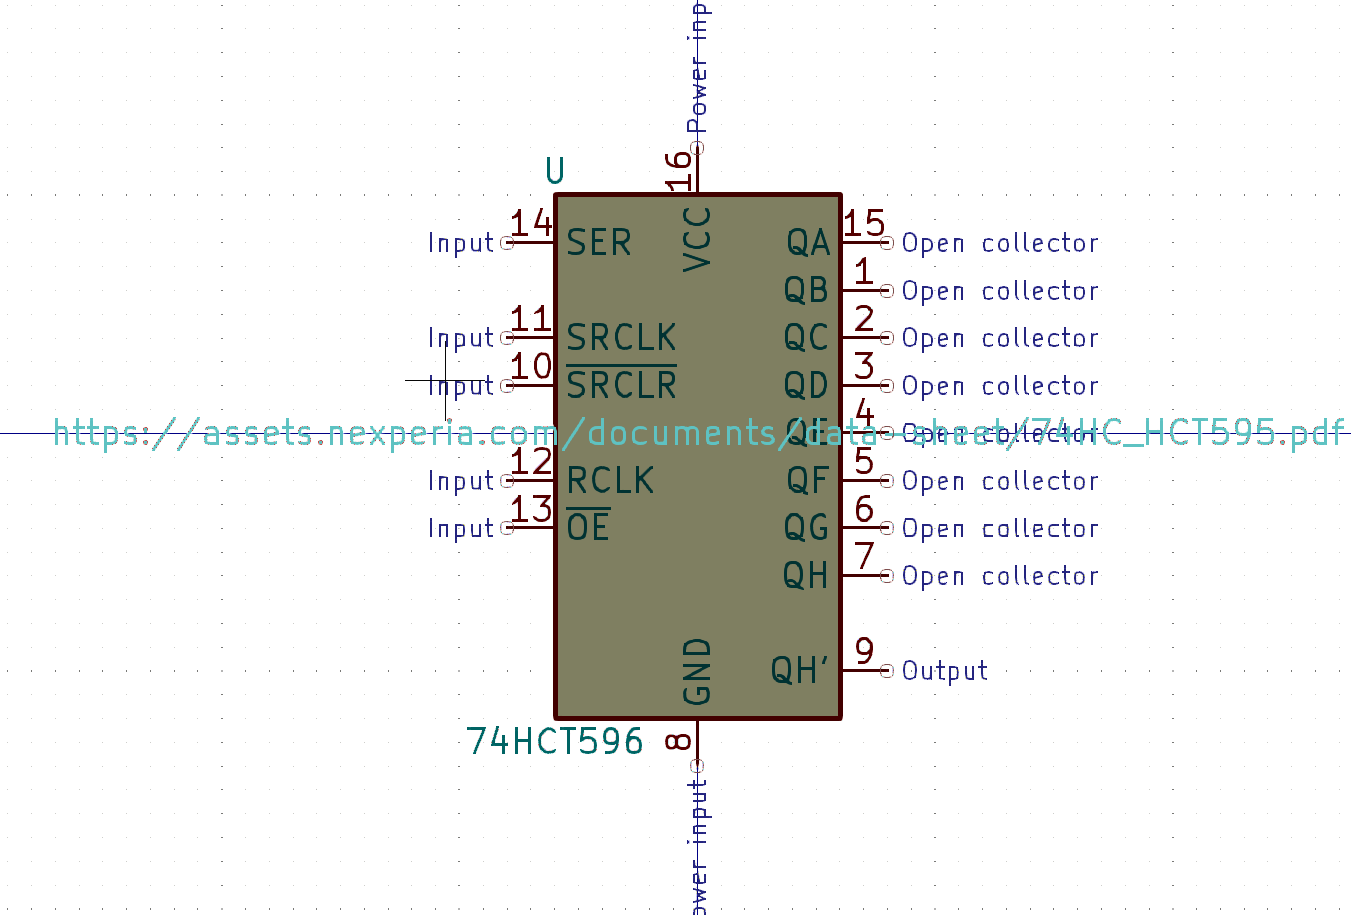 Power inp
16
U
VCC
14 SER QA 15
Input Open collector
QB 1 Open collector
Input 11 SRCLK QC 2 Open collector
Input 10 SRCLR QD 3 Open collector
QE 4 Open collector
https://assets.nexperia.com/documents/data-sheet/74HC_HCT595.pdf
Input 12 RCLK QF 5 Open collector
Input 13 OE QG 6 Open collector
QH 7 Open collector
GND QH' 9 Output
74HCT596 8
ower input